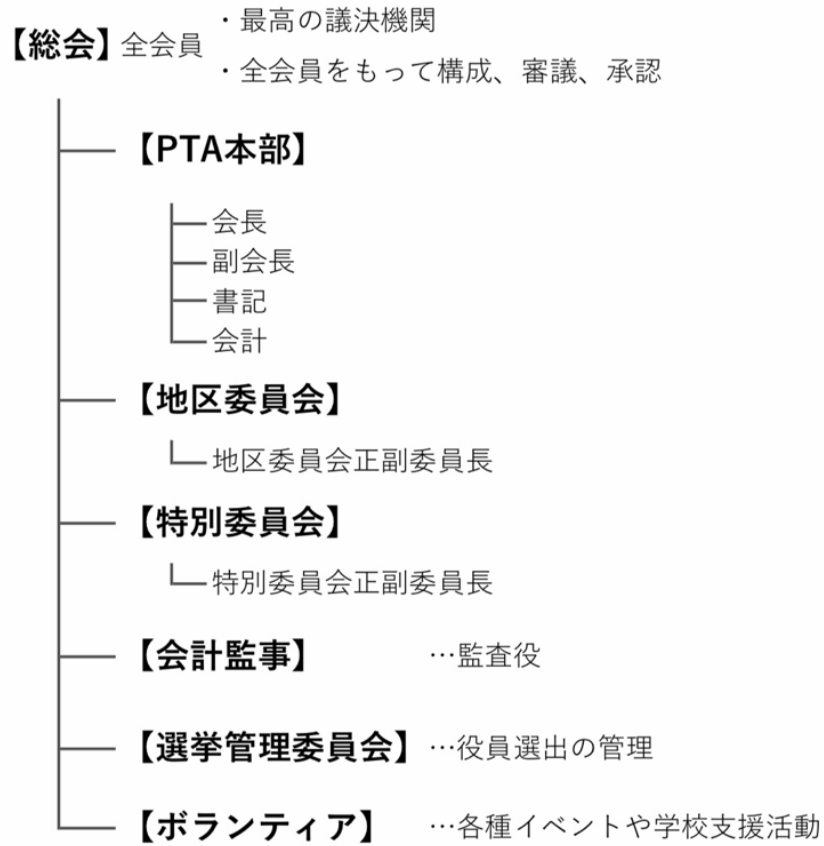 【総会】全会員
・最高の議決機関
・全会員をもって構成、審議、承認
【PTA本部】
会長
副会長
書記
会計
【地区委員会】
地区委員会正副委員長
【特別委員会】
特別委員会正副委員長
【会計監事】 …監査役
【選挙管理委員会】 …役員選出の管理
【ボランティア】 …各種イベントや学校支援活動